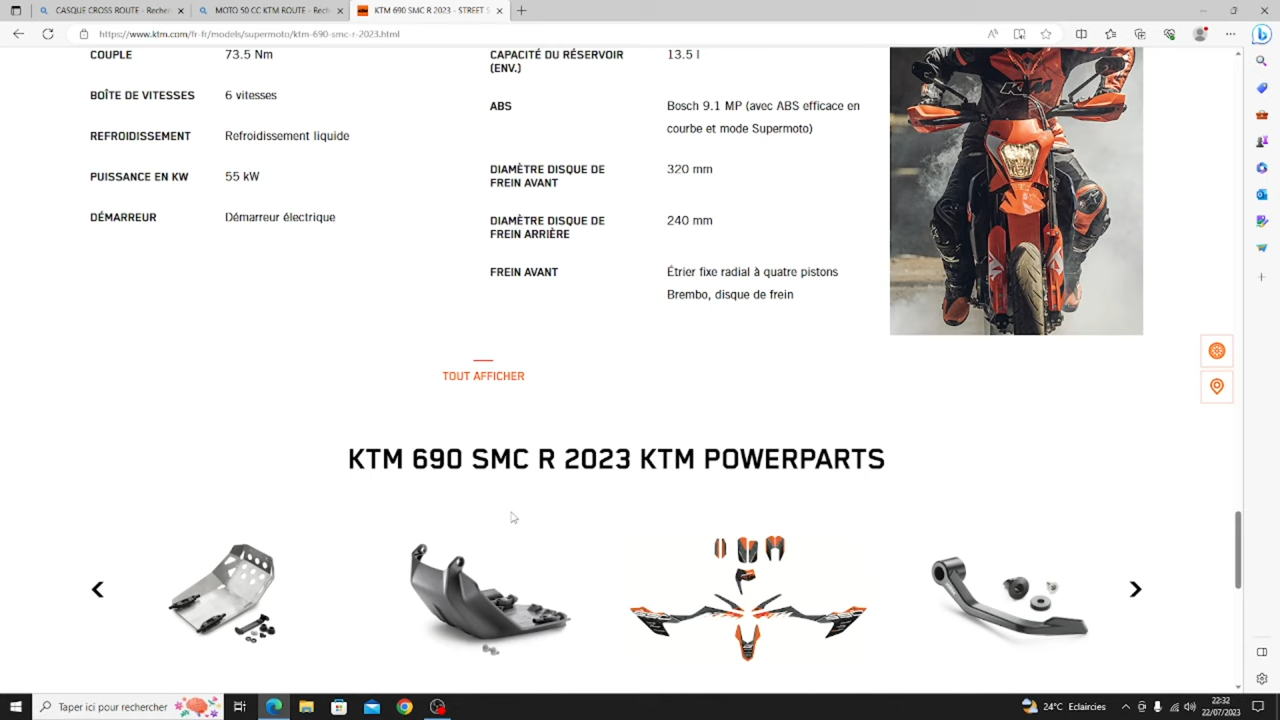 CASQUE CROSS ROUTE - Recher
MOTO 50 CC KTM ROUTE - Rech
KTM 690 SMC R 2023 - STREET S
https://www.ktm.com/fr-fr/models/supermoto/ktm-690-smc-r-2023.html
COUPLE 73.5 Nm
BOÎTE DE VITESSES 6 vitesses
REFROIDISSEMENT Refroidissement liquide
PUISSANCE EN KW 55 kW
DÉMARREUR Démarreur électrique
CAPACITÉ DU RÉSERVOIR 13.5 l
(ENV.)
ABS Bosch 9.1 MP (avec ABS efficace en
courbe et mode Supermoto)
DIAMÈTRE DISQUE DE 320 mm
FREIN AVANT
DIAMÈTRE DISQUE DE 240 mm
FREIN ARRIÈRE
FREIN AVANT Étrier fixe radial à quatre pistons
Brembo, disque de frein
KTM
TOUT AFFICHER
KTM 690 SMC R 2023 KTM POWERPARTS
Taper ici pour rechercher
24°C Eclaircies
22:32
22/07/2023